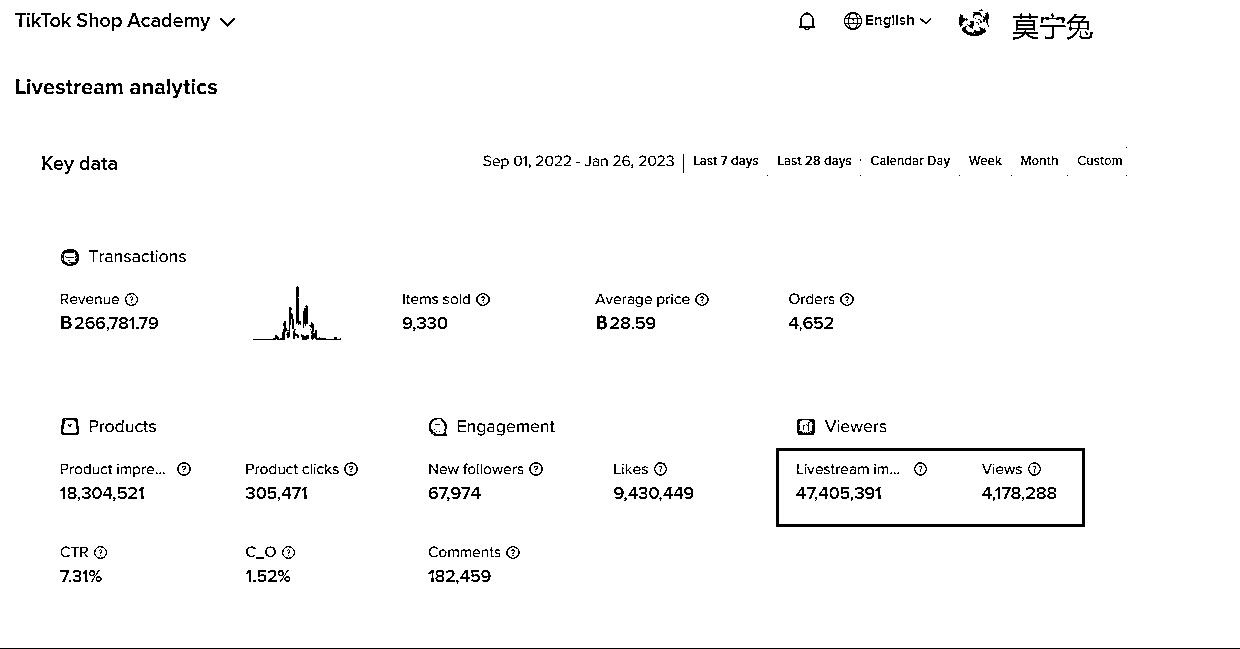 TikTok Shop Academy
English
莫宁兔
Livestream analytics
Key data
Sep 01, 2022 - Jan 26, 2023
Last 7 days
Last 28 days
Calendar Day
Week
Month
Custom
Transactions
Revenue
฿266,781.79
Items sold
9,330
Average price
฿28.59
Orders
4,652
Products
Product impre...
18,304,521
Product clicks
305,471
CTR
7.31%
C_O
1.52%
Engagement
New followers
67,974
Likes
9,430,449
Comments
182,459
Viewers
Livestream im...
47,405,391
Views
4,178,288